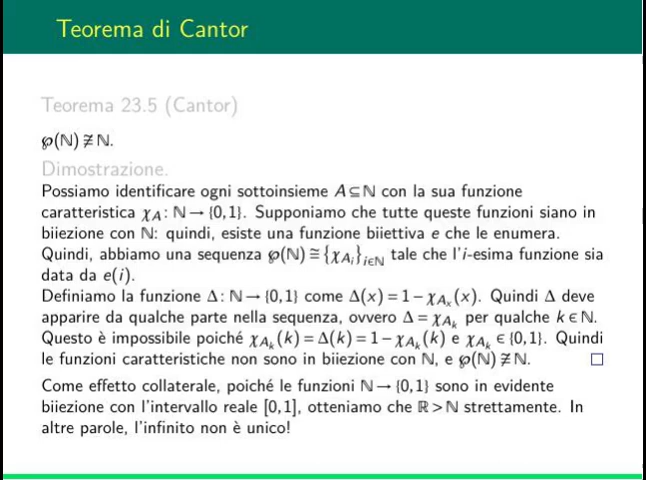 Teorema di Cantor
Teorema 23.5 (Cantor)
℘(ℕ) ≇ ℕ.
Dimostrazione.
Possiamo identificare ogni sottoinsieme A ⊆ ℕ con la sua funzione
caratteristica χ_A: ℕ → {0,1}. Supponiamo che tutte queste funzioni siano in
biiezione con ℕ: quindi, esiste una funzione biiettiva e che le enumera.
Quindi, abbiamo una sequenza ℘(ℕ) ≅ {χ_{A_i}}_{i∈ℕ} tale che l'i-esima funzione sia
data da e(i).
Definiamo la funzione Δ: ℕ → {0,1} come Δ(x) = 1 − χ_{A_x}(x). Quindi Δ deve
apparire da qualche parte nella sequenza, ovvero Δ = χ_{A_k} per qualche k ∈ ℕ.
Questo è impossibile poiché χ_{A_k}(k) = Δ(k) = 1 − χ_{A_k}(k) e χ_{A_k} ∈ {0,1}. Quindi
le funzioni caratteristiche non sono in biiezione con ℕ, e ℘(ℕ) ≇ ℕ. □
Come effetto collaterale, poiché le funzioni ℕ → {0,1} sono in evidente
biiezione con l'intervallo reale [0,1], otteniamo che ℝ > ℕ strettamente. In
altre parole, l'infinito non è unico!